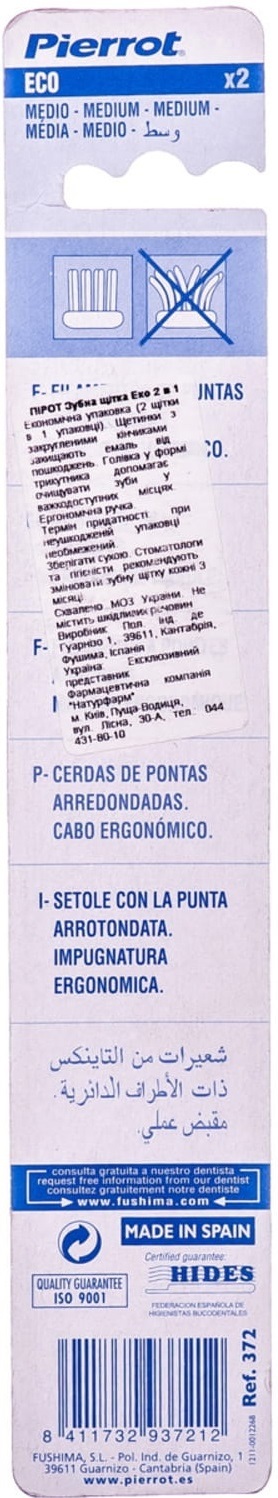 Pierrot
ECO x2
MEDIO - MEDIUM - MEDIUM -
MÉDIA - MEDIO - وسط
UNTAS
CO.
ПІРОТ Зубна щітка Еко 2 в 1
Економічна упаковка (2 щітки
в 1 упаковці). Щетинки з
закругленими кінчиками
захищають емаль від
пошкоджень. Голівка у формі
трикутника допомагає
очищувати зуби у
важкодоступних місцях.
Ергономічна ручка.
Термін придатності при
неушкодженій упаковці
необмежений.
Зберігати сухою. Стоматологи
та гігієністи рекомендують
змінювати зубну щітку кожні 3
місяці.
Схвалено МОЗ України. Не
містить шкідливих речовин
Виробник Пол інд де
Гуарнізо 1, 39611, Кантабрія,
Фушима, Іспанія
Україна Ексклюзивний
представник
Фармацевтична компанія
"Натурфарм"
м. Київ, Пуща-Водиця,
вул. Лісна, 30-А, тел. 044
431-80-10
F-
P- CERDAS DE PONTAS
ARREDONDADAS.
CABO ERGONÓMICO.
I- SETOLE CON LA PUNTA
ARROTONDATA.
IMPUGNATURA
ERGONOMICA.
شعيرات من التاينكس
ذات الأطراف الدائرية.
مقبض عملي.
consulta gratuita a nuestro dentista
request free information from our dentist
consultez gratuitement notre dentiste
www.fushima.com
MADE IN SPAIN
Certified guarantee:
HIDES
FEDERACION ESPAÑOLA DE
HIGIENISTAS BUCODENTALES
QUALITY GUARANTEE
ISO 9001
8 411732 937212
Ref. 372
1211-0012268
FUSHIMA, S.L. - Pol. Ind. de Guarnizo, 1
39611 Guarnizo - Cantabria (Spain)
www.pierrot.es